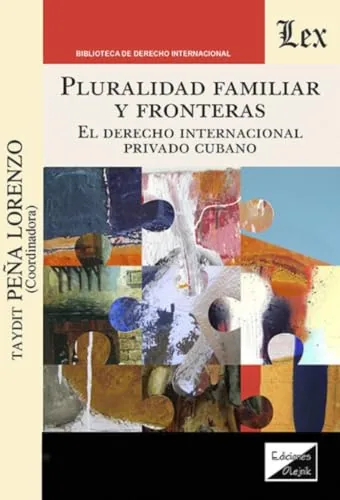 BIBLIOTECA DE DERECHO INTERNACIONAL
Lex
PLURALIDAD FAMILIAR
Y FRONTERAS
EL DERECHO INTERNACIONAL
PRIVADO CUBANO
TAYDIT PEÑA LORENZO
(Coordinadora)
Ediciones
Olejnik